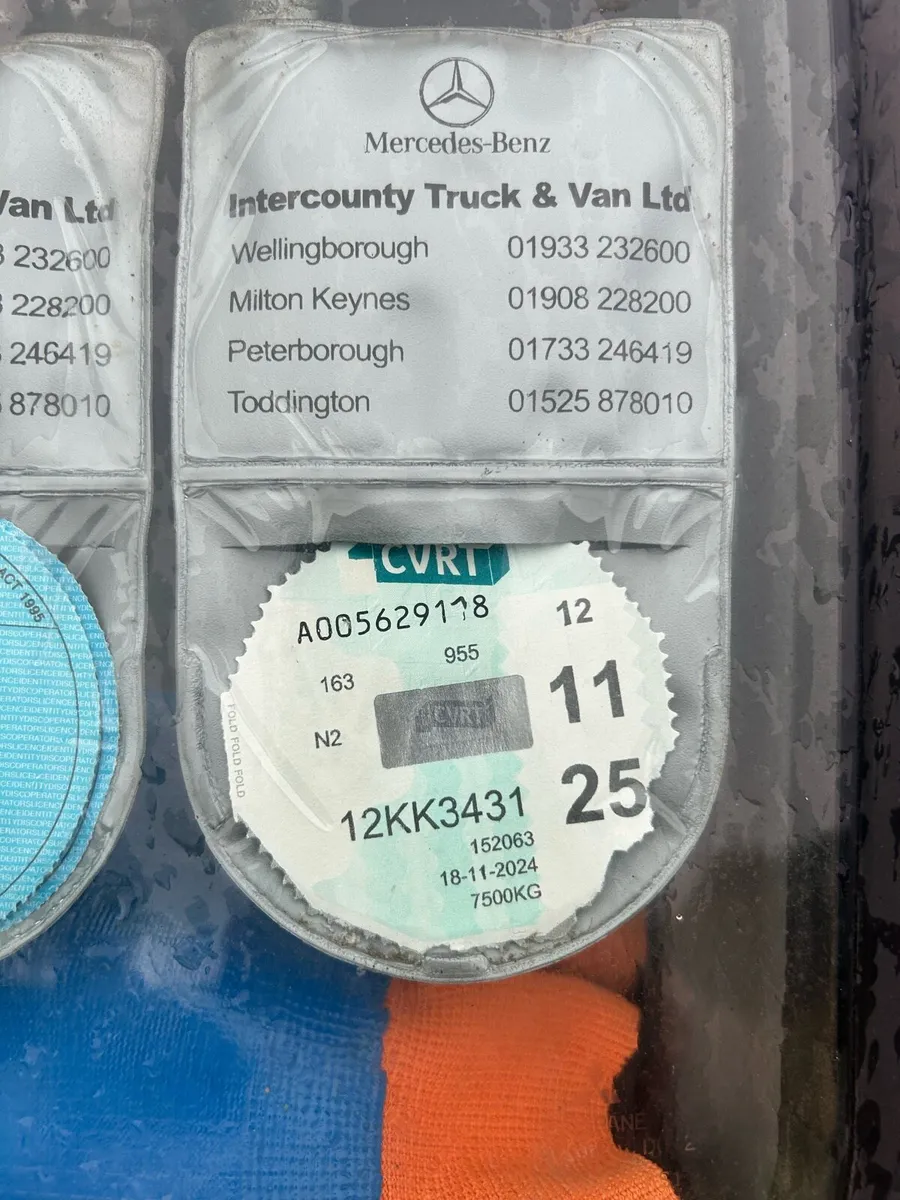 Mercedes-Benz
Intercounty Truck & Van Ltd
Wellingborough 01933 232600
Milton Keynes 01908 228200
Peterborough 01733 246419
Toddington 01525 878010
Van Ltd
232600
228200
246419
878010
ACT 1995
CVRT
A005629118
12
955
163
11
CVRT
N2
FOLD FOLD FOLD
25
12KK3431
152063
18-11-2024
7500KG